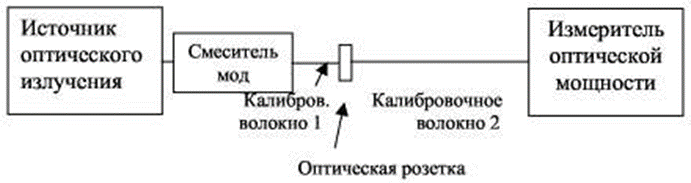 Источник
оптического
излучения
Смеситель
мод
Калибров.
волокно 1
Оптическая розетка
Калибровочное
волокно 2
Измеритель
оптической
мощности